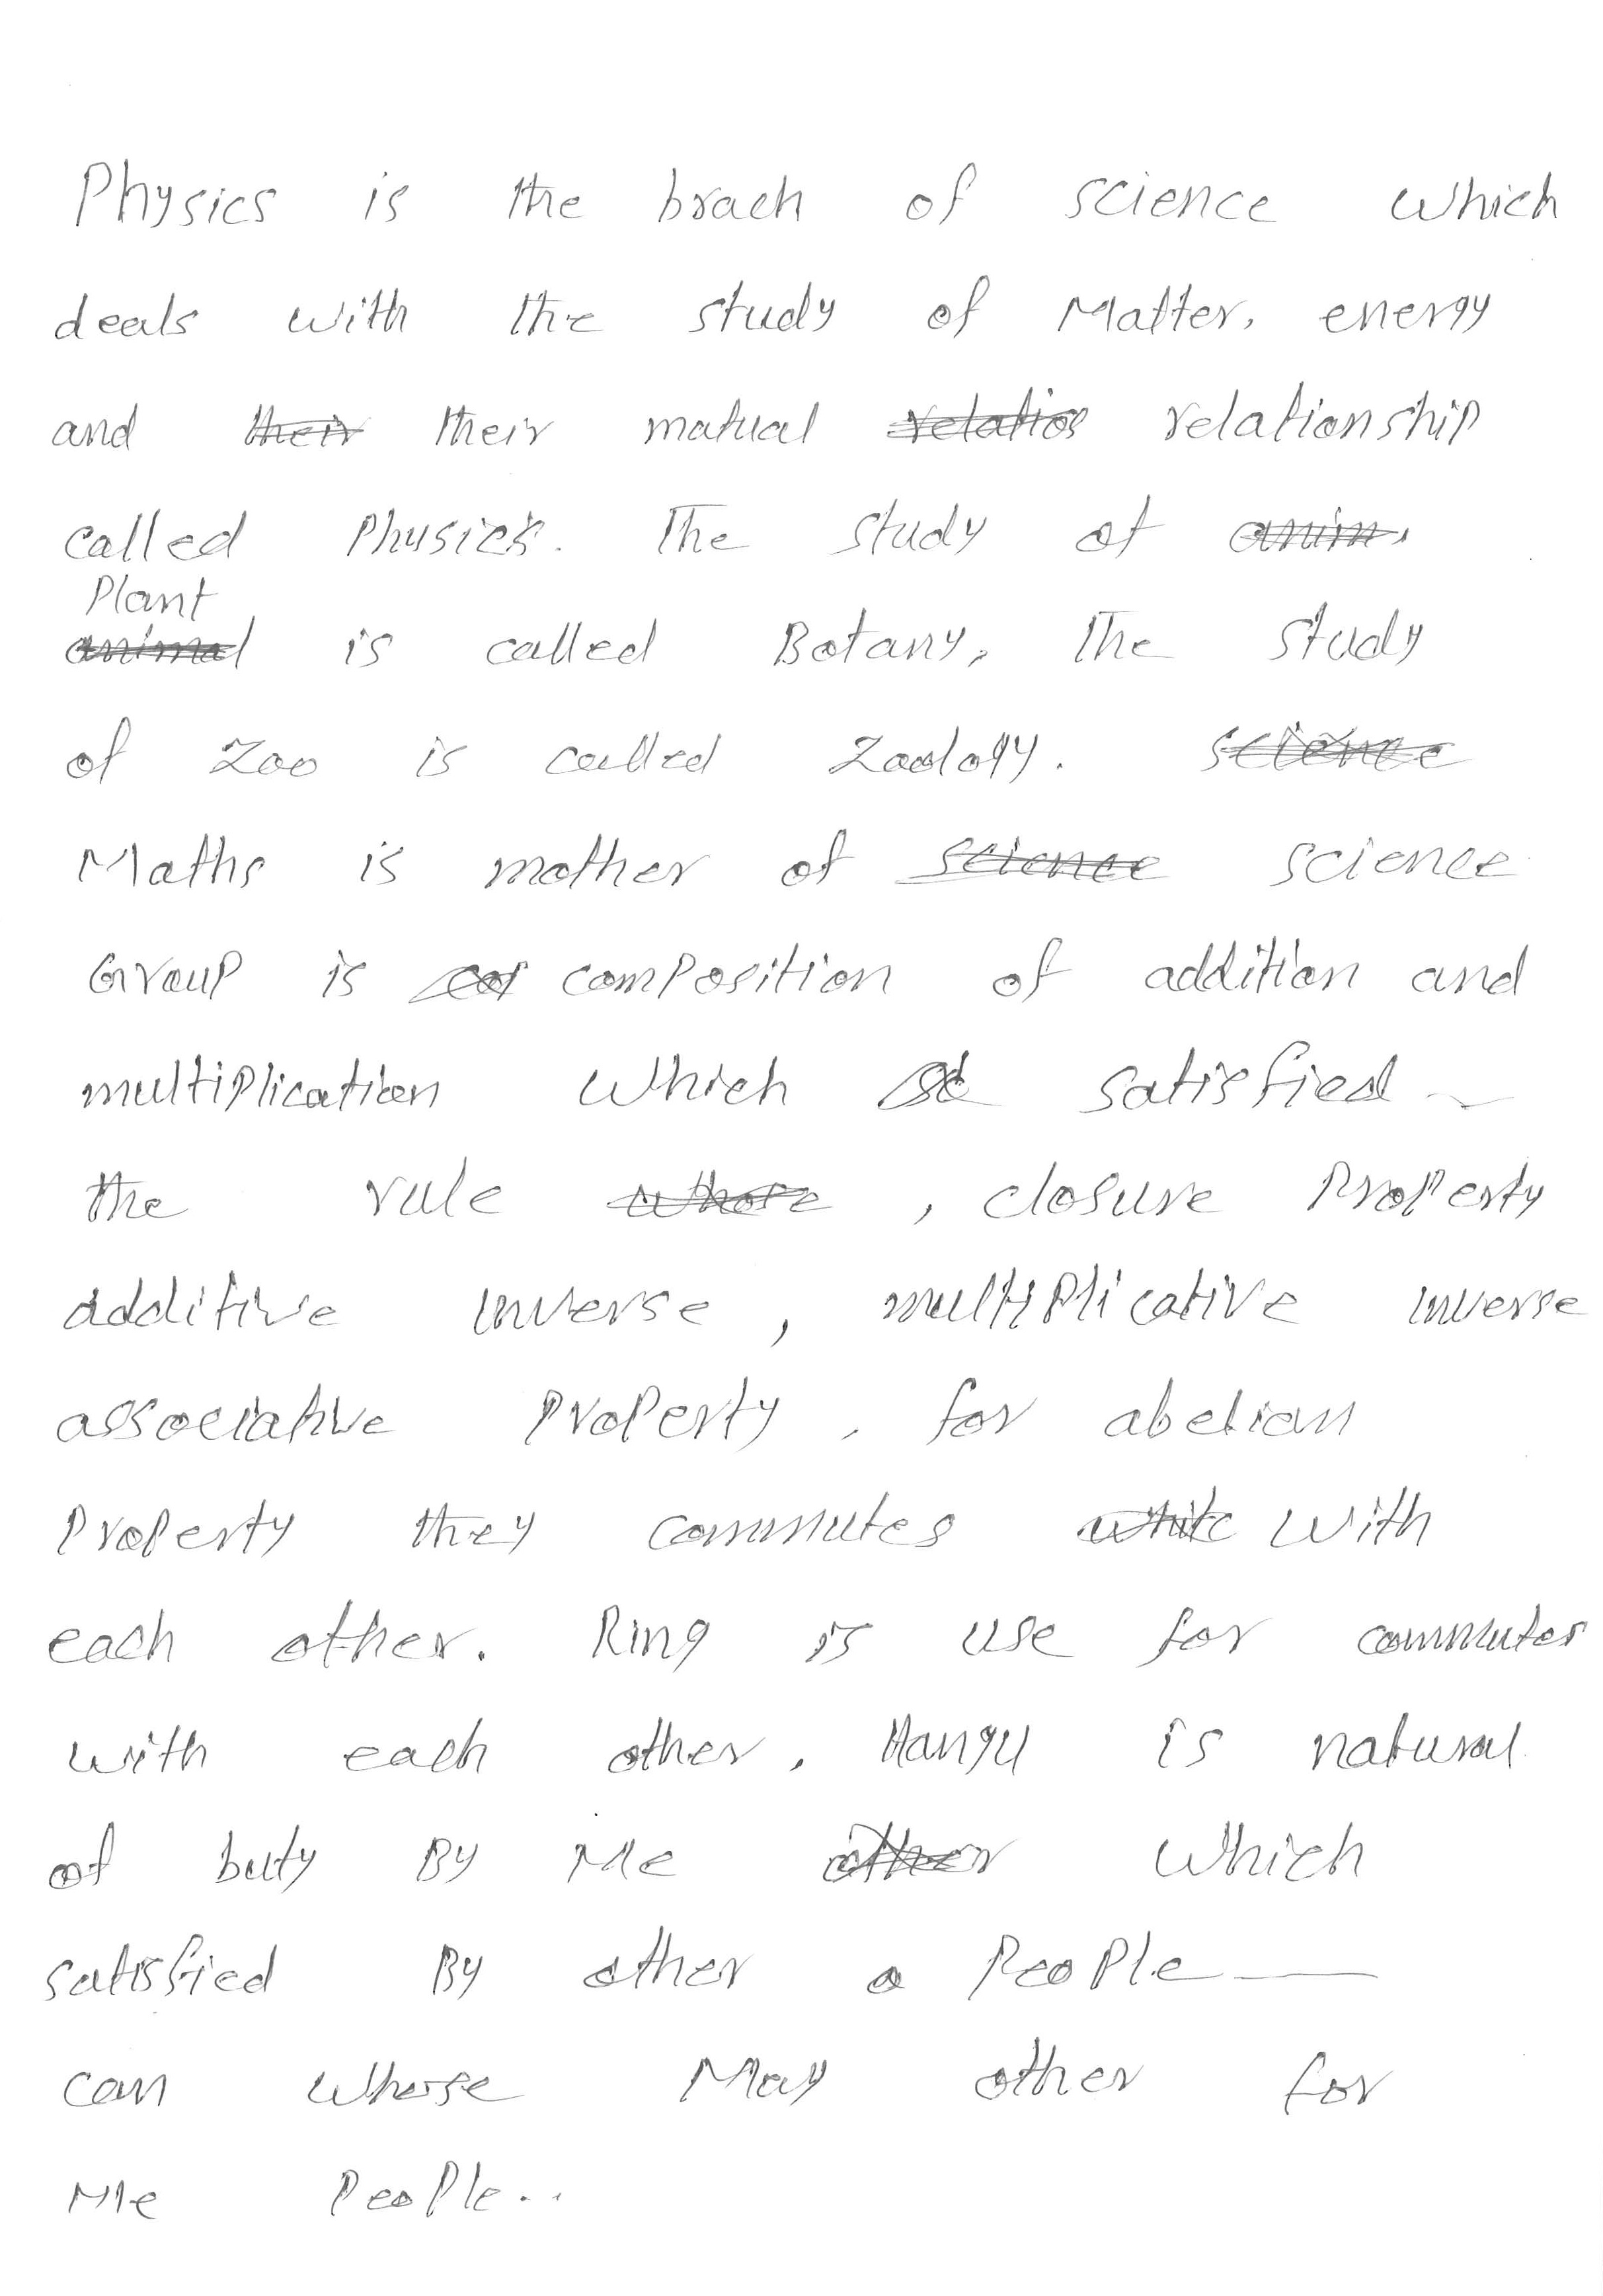 Physics is the brach of science which
deals with the study of Matter, energy
and their their matual relatios relationship
called Physics. The study of anim.
Plant
animal is called Botany, The study
of Zoo is called Zoology. science
Maths is mother of science science
Group is co composition of addition and
multiplication which sa satisfied
the rule whore , closure Property
additive inverse , multiplicative inverse
associative Property , for abelian
Property they commutes white with
each other. Ring is use for commutes
with each other, Hangu is natural
of buty By Me other which
satisfied By other a People
can wherse May other for
Me People..